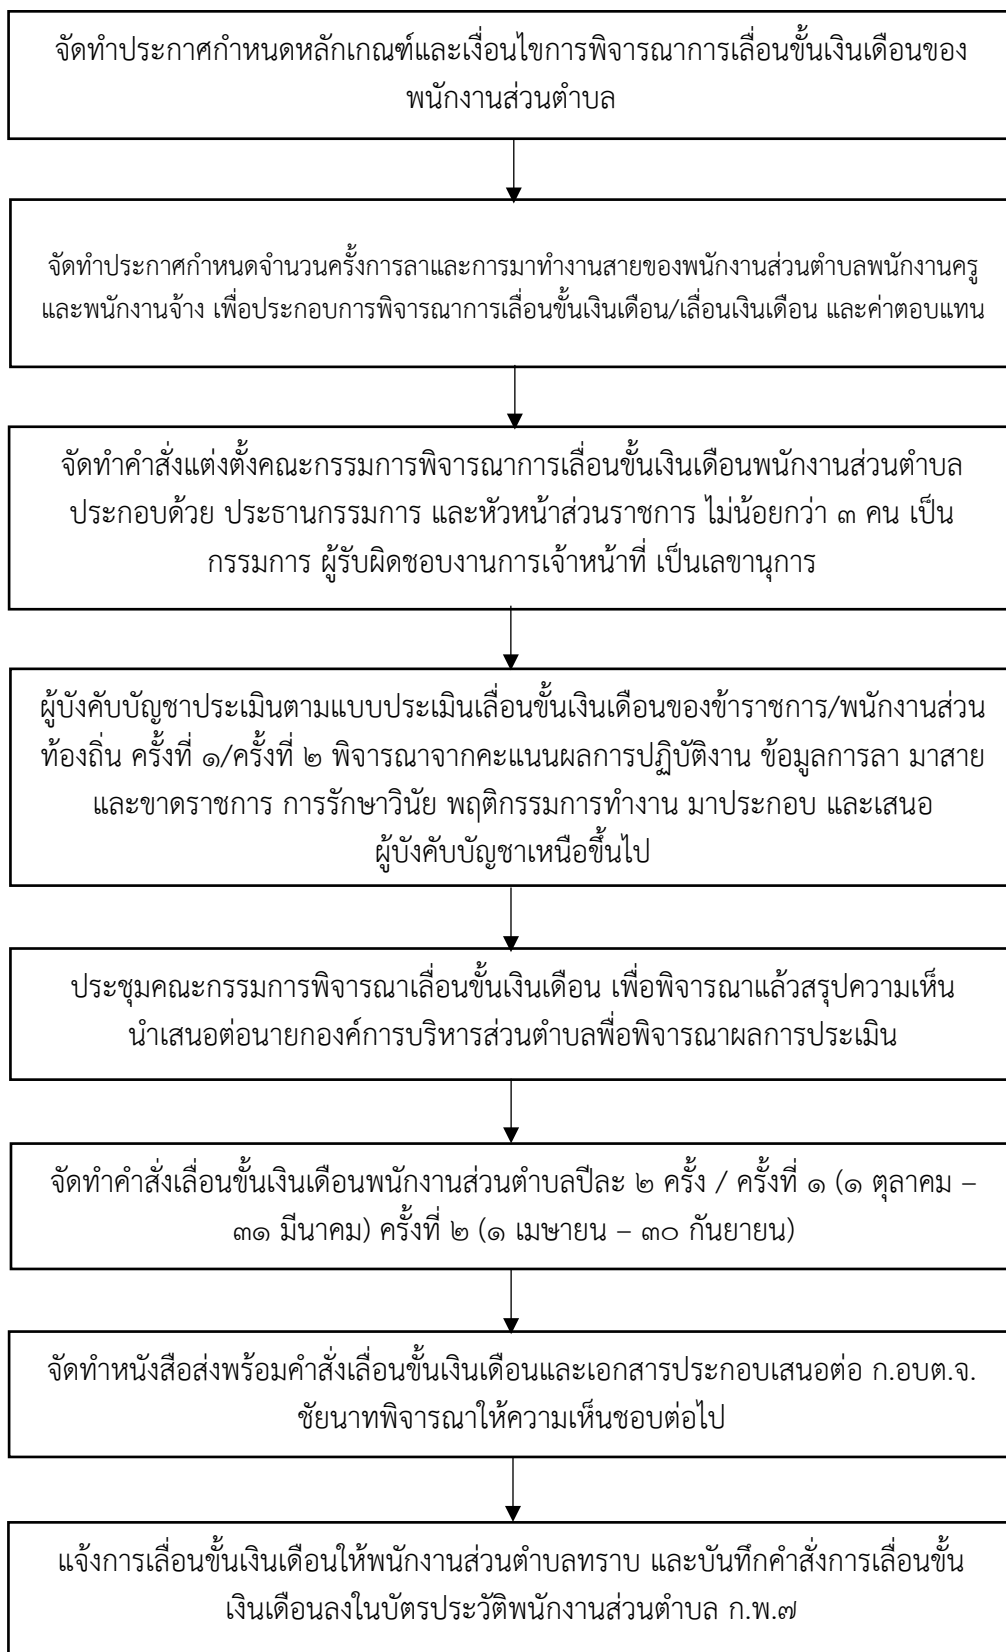 จัดทำประกาศกำหนดหลักเกณฑ์และเงื่อนไขการพิจารณาการเลื่อนขั้นเงินเดือนของ
พนักงานส่วนตำบล
จัดทำประกาศกำหนดจำนวนครั้งการลาและการมาทำงานสายของพนักงานส่วนตำบลพนักงานครู
และพนักงานจ้าง เพื่อประกอบการพิจารณาการเลื่อนขั้นเงินเดือน/เลื่อนเงินเดือน และค่าตอบแทน
จัดทำคำสั่งแต่งตั้งคณะกรรมการพิจารณาการเลื่อนขั้นเงินเดือนพนักงานส่วนตำบล
ประกอบด้วย ประธานกรรมการ และหัวหน้าส่วนราชการ ไม่น้อยกว่า ๓ คน เป็น
กรรมการ ผู้รับผิดชอบงานการเจ้าหน้าที่ เป็นเลขานุการ
ผู้บังคับบัญชาประเมินตามแบบประเมินเลื่อนขั้นเงินเดือนของข้าราชการ/พนักงานส่วน
ท้องถิ่น ครั้งที่ ๑/ครั้งที่ ๒ พิจารณาจากคะแนนผลการปฏิบัติงาน ข้อมูลการลา มาสาย
และขาดราชการ การรักษาวินัย พฤติกรรมการทำงาน มาประกอบ และเสนอ
ผู้บังคับบัญชาเหนือขึ้นไป
ประชุมคณะกรรมการพิจารณาเลื่อนขั้นเงินเดือน เพื่อพิจารณาแล้วสรุปความเห็น
นำเสนอต่อนายกองค์การบริหารส่วนตำบลพื่อพิจารณาผลการประเมิน
จัดทำคำสั่งเลื่อนขั้นเงินเดือนพนักงานส่วนตำบลปีละ ๒ ครั้ง / ครั้งที่ ๑ (๑ ตุลาคม –
๓๑ มีนาคม) ครั้งที่ ๒ (๑ เมษายน – ๓๐ กันยายน)
จัดทำหนังสือส่งพร้อมคำสั่งเลื่อนขั้นเงินเดือนและเอกสารประกอบเสนอต่อ ก.อบต.จ.
ชัยนาทพิจารณาให้ความเห็นชอบต่อไป
แจ้งการเลื่อนขั้นเงินเดือนให้พนักงานส่วนตำบลทราบ และบันทึกคำสั่งการเลื่อนขั้น
เงินเดือนลงในบัตรประวัติพนักงานส่วนตำบล ก.พ.๗